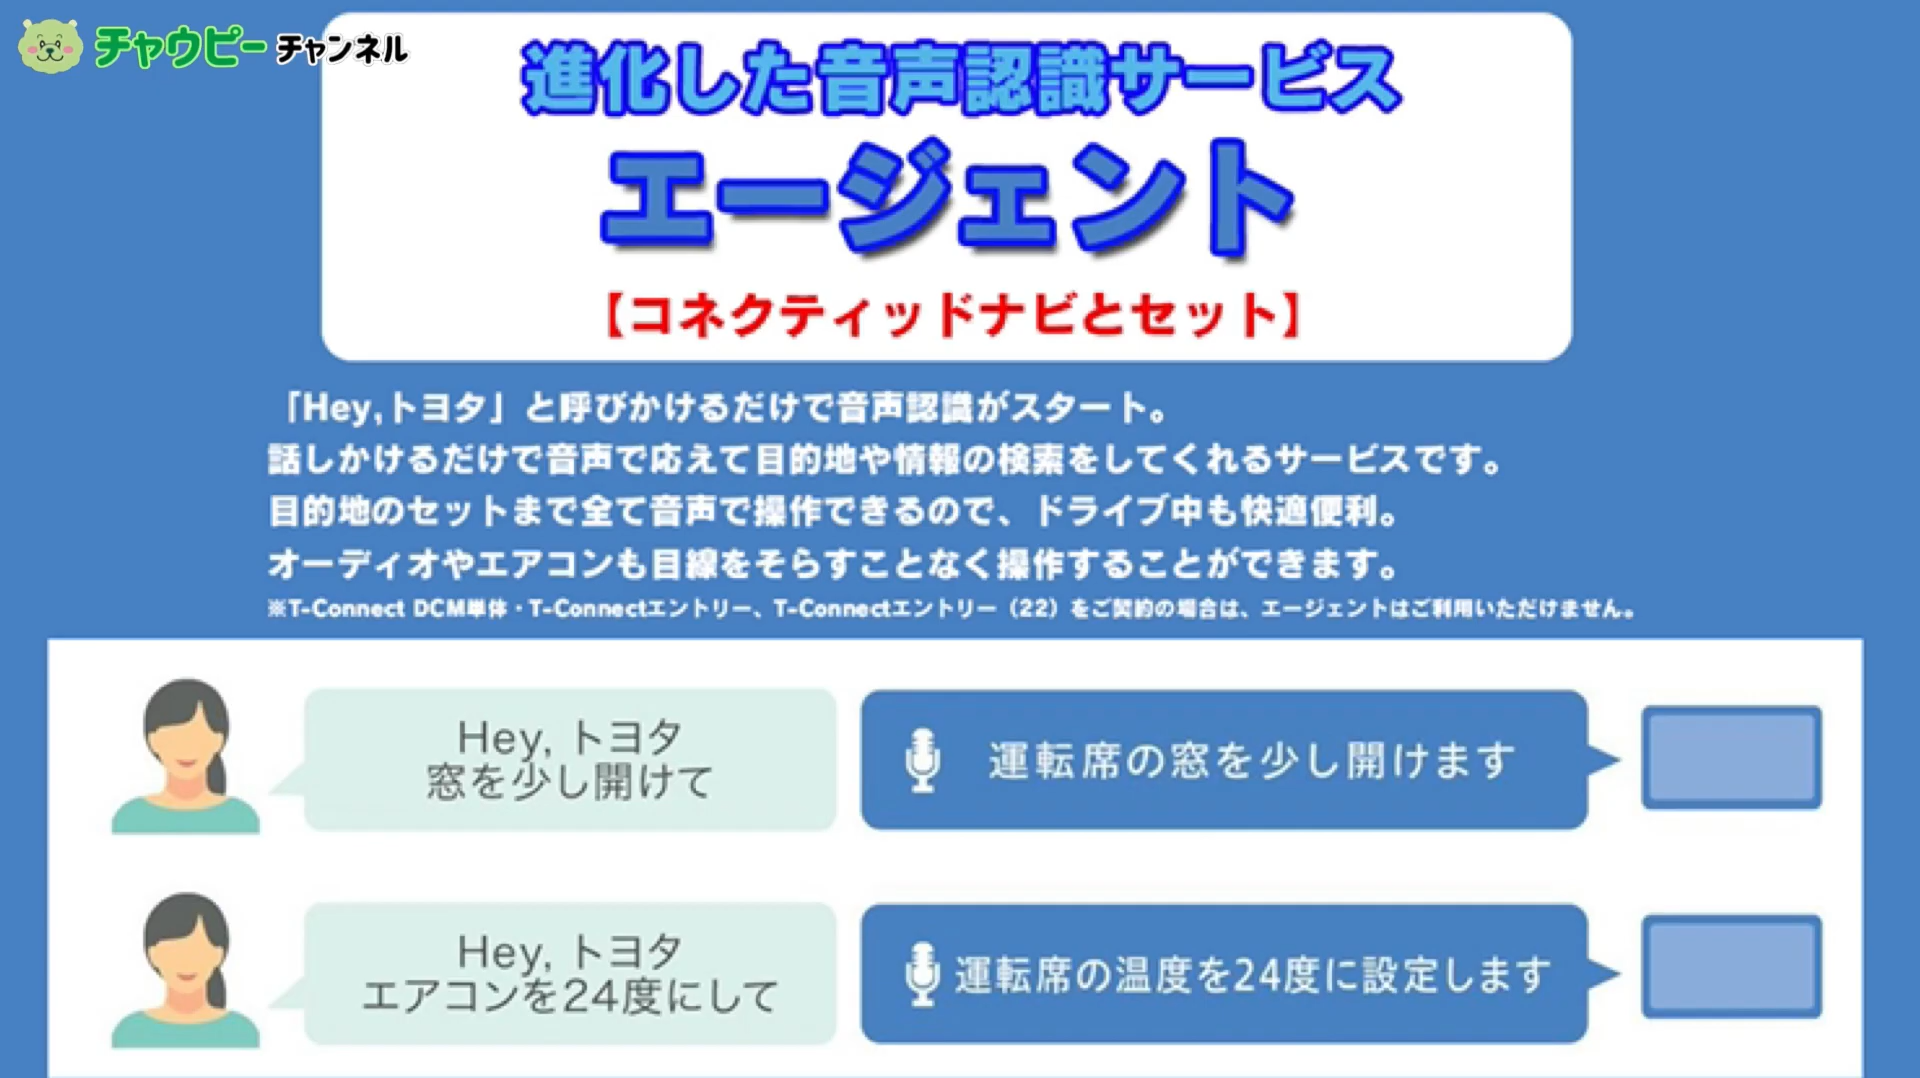 チャウピーチャンネル
進化した音声認識サービス
エージェント
【コネクティッドナビとセット】
「Hey,トヨタ」と呼びかけるだけで音声認識がスタート。
話しかけるだけで音声で応えて目的地や情報の検索をしてくれるサービスです。
目的地のセットまで全て音声で操作できるので、ドライブ中も快適便利。
オーディオやエアコンも目線をそらすことなく操作することができます。
※T-Connect DCM単体・T-Connectエントリー、T-Connectエントリー（22）をご契約の場合は、エージェントはご利用いただけません。
Hey, トヨタ
窓を少し開けて
運転席の窓を少し開けます
Hey, トヨタ
エアコンを24度にして
運転席の温度を24度に設定します